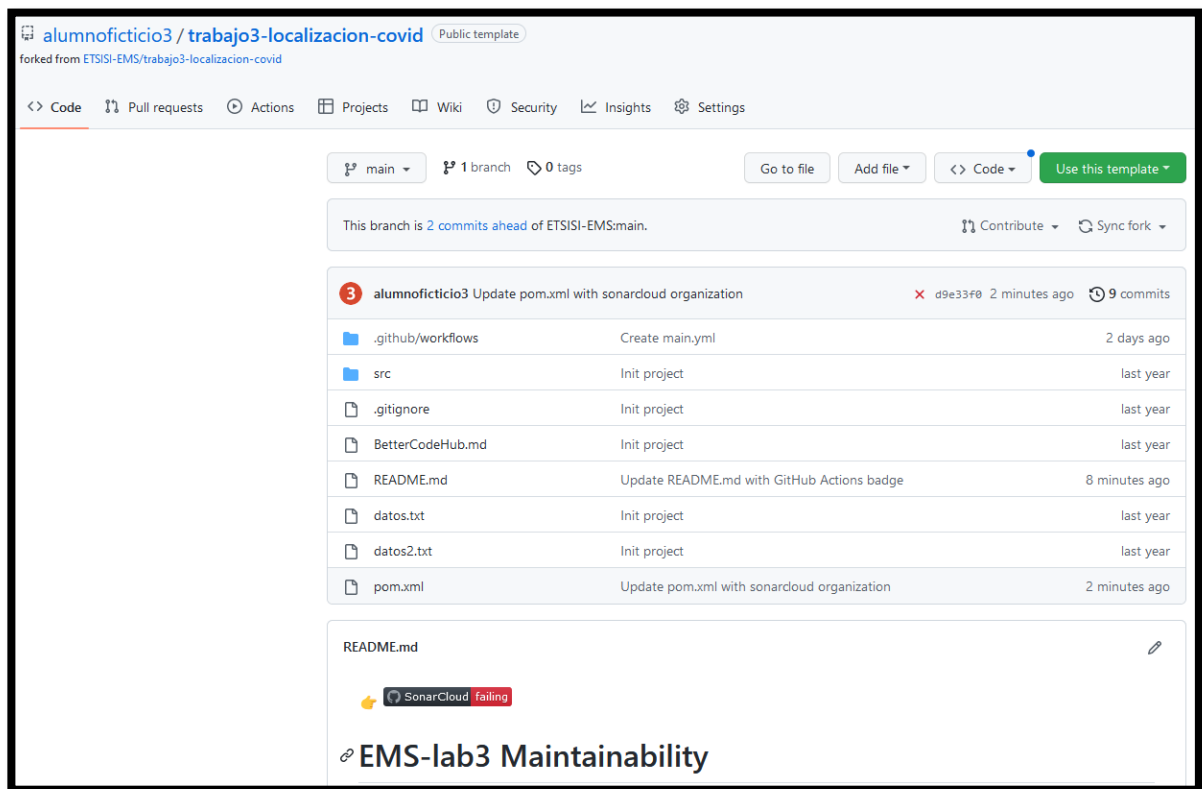 alumnoficticio3 / trabajo3-localizacion-covid Public template
forked from ETSISI-EMS/trabajo3-localizacion-covid
<> Code Pull requests Actions Projects Wiki Security Insights Settings
main 1 branch 0 tags Go to file Add file <> Code Use this template
This branch is 2 commits ahead of ETSISI-EMS:main. Contribute Sync fork
3 alumnoficticio3 Update pom.xml with sonarcloud organization d9e33f0 2 minutes ago 9 commits
.github/workflows Create main.yml 2 days ago
src Init project last year
.gitignore Init project last year
BetterCodeHub.md Init project last year
README.md Update README.md with GitHub Actions badge 8 minutes ago
datos.txt Init project last year
datos2.txt Init project last year
pom.xml Update pom.xml with sonarcloud organization 2 minutes ago
README.md
SonarCloud failing
EMS-lab3 Maintainability